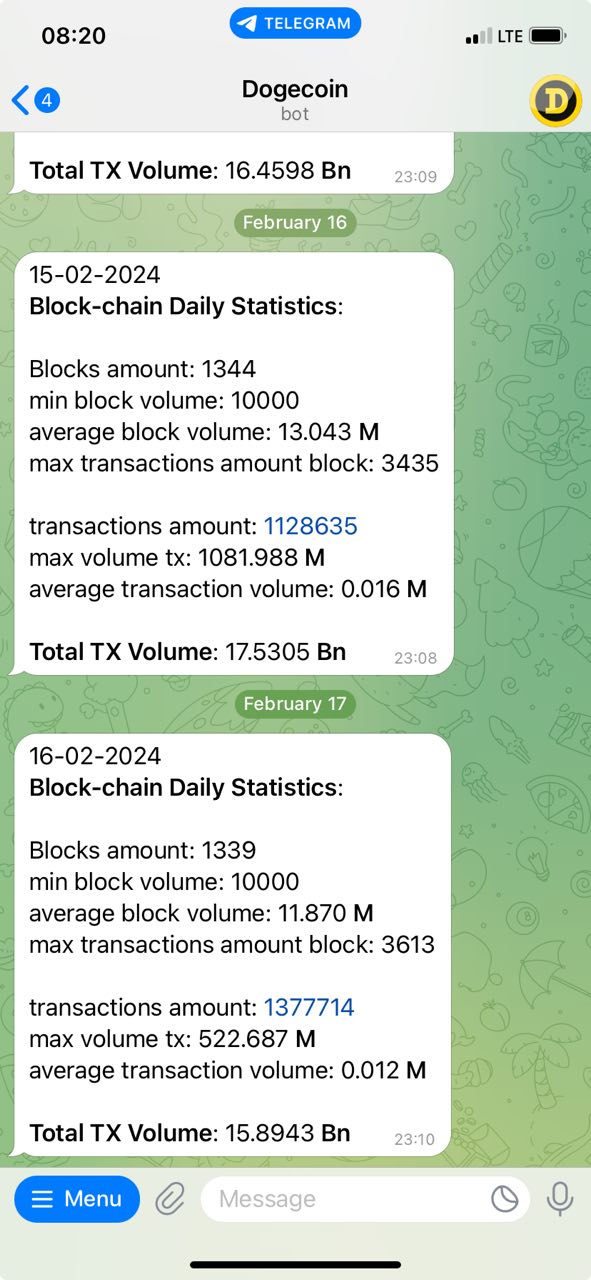 08:20
TELEGRAM
LTE
4
Dogecoin
bot
D
Total TX Volume: 16.4598 Bn
23:09
February 16
15-02-2024
Block-chain Daily Statistics:
Blocks amount: 1344
min block volume: 10000
average block volume: 13.043 M
max transactions amount block: 3435
transactions amount: 1128635
max volume tx: 1081.988 M
average transaction volume: 0.016 M
Total TX Volume: 17.5305 Bn
23:08
February 17
16-02-2024
Block-chain Daily Statistics:
Blocks amount: 1339
min block volume: 10000
average block volume: 11.870 M
max transactions amount block: 3613
transactions amount: 1377714
max volume tx: 522.687 M
average transaction volume: 0.012 M
Total TX Volume: 15.8943 Bn
23:10
Menu
Message